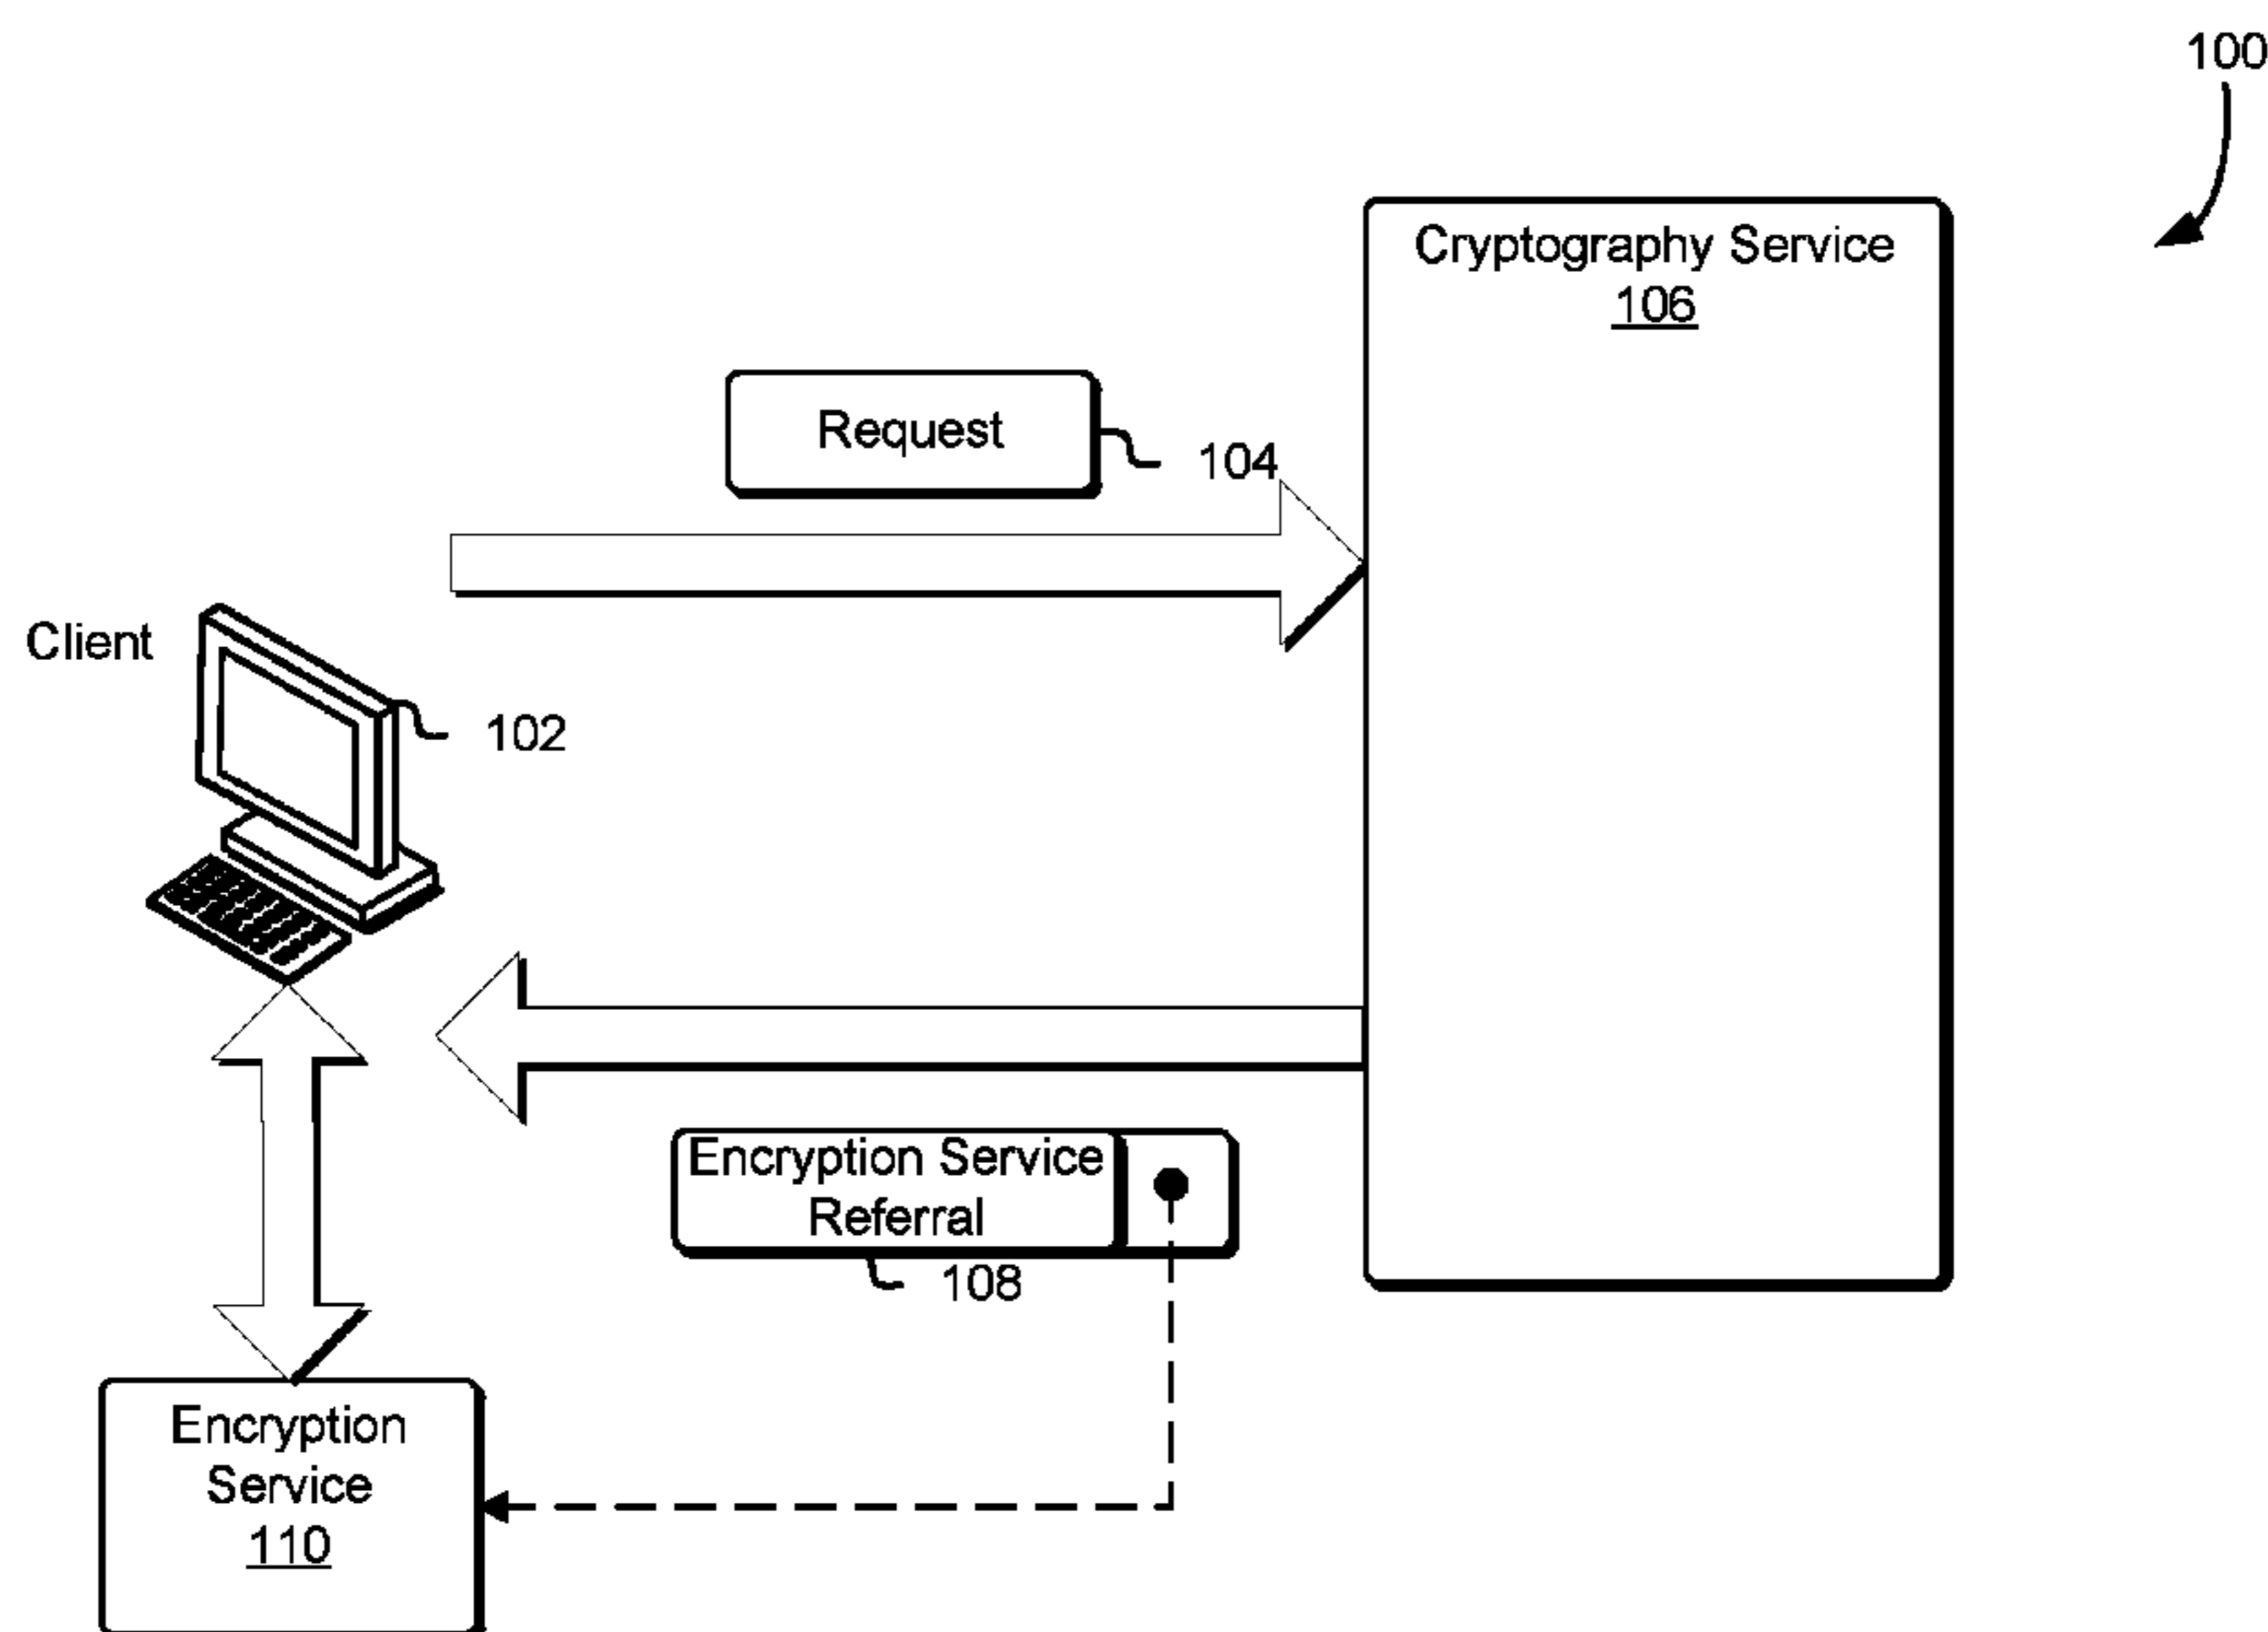 100
Cryptography Service
106
Request
104
Client
102
Encryption Service
Referral
108
Encryption
Service
110